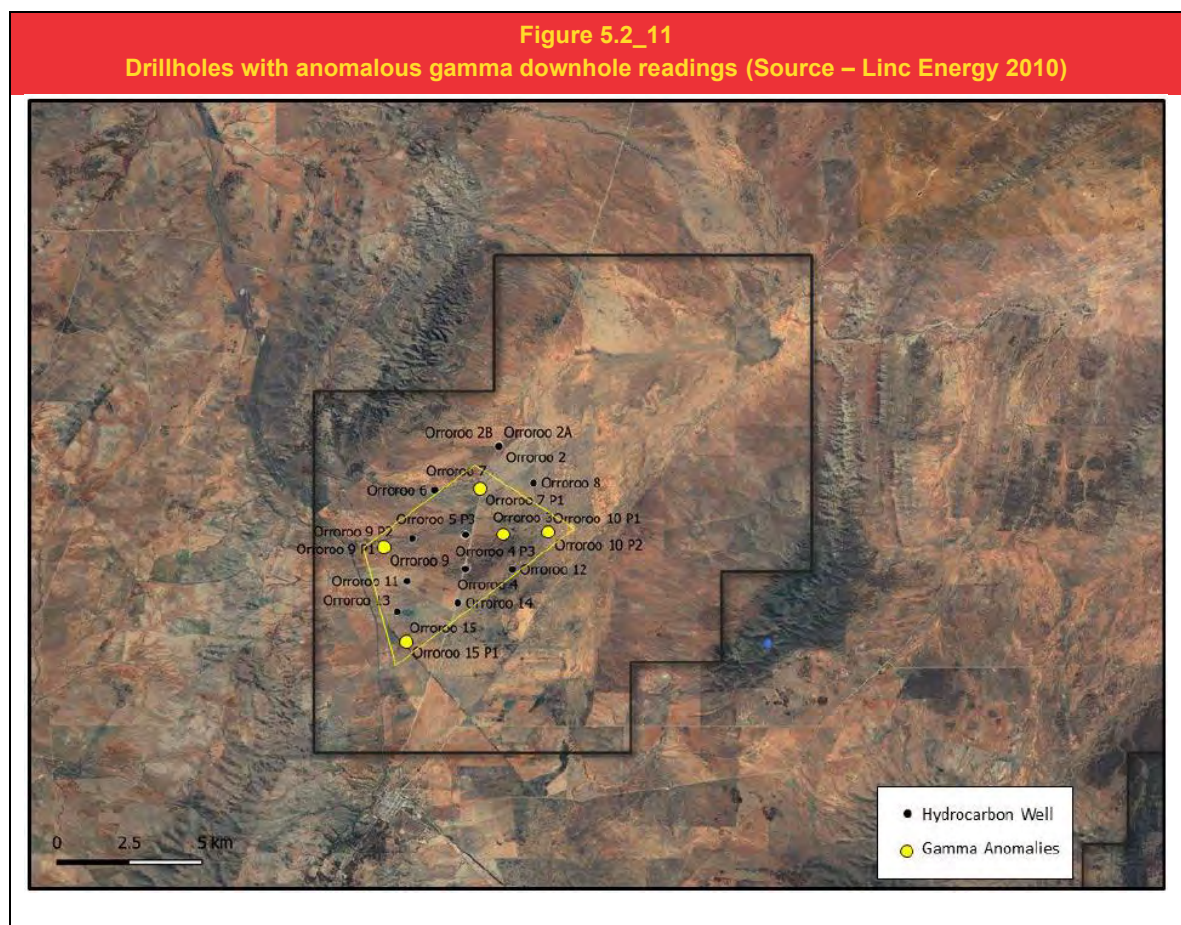 Figure 5.2_11
Drillholes with anomalous gamma downhole readings (Source – Linc Energy 2010)
Orroroo 2B Orroroo 2A
Orroroo 2
Orroroo 7
Orroroo 6
Orroroo 8
Orroroo 7 P1
Orroroo 5 P3
Orroroo 3
Orroroo 10 P1
Orroroo 9 P2
Orroroo 10 P2
Orroroo 9 P1
Orroroo 4 P3
Orroroo 9
Orroroo 12
Orroroo 11
Orroroo 4
Orroroo 13
Orroroo 14
Orroroo 15
Orroroo 15 P1
0 2.5 5 km
Hydrocarbon Well
Gamma Anomalies